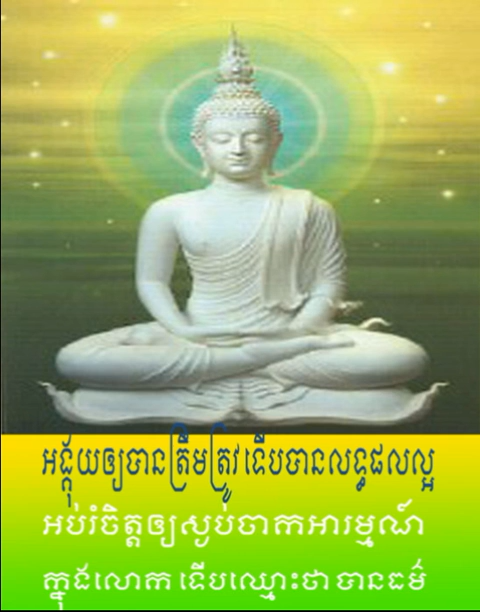 អង្គុយឲ្យបានត្រឹមត្រូវ ទើបបានលទ្ធផលល្អ
អប់រំចិត្តឲ្យស្ងប់ចាកអារម្មណ៍
ក្នុងលោក ទើបឈ្មោះថា បានធម៌